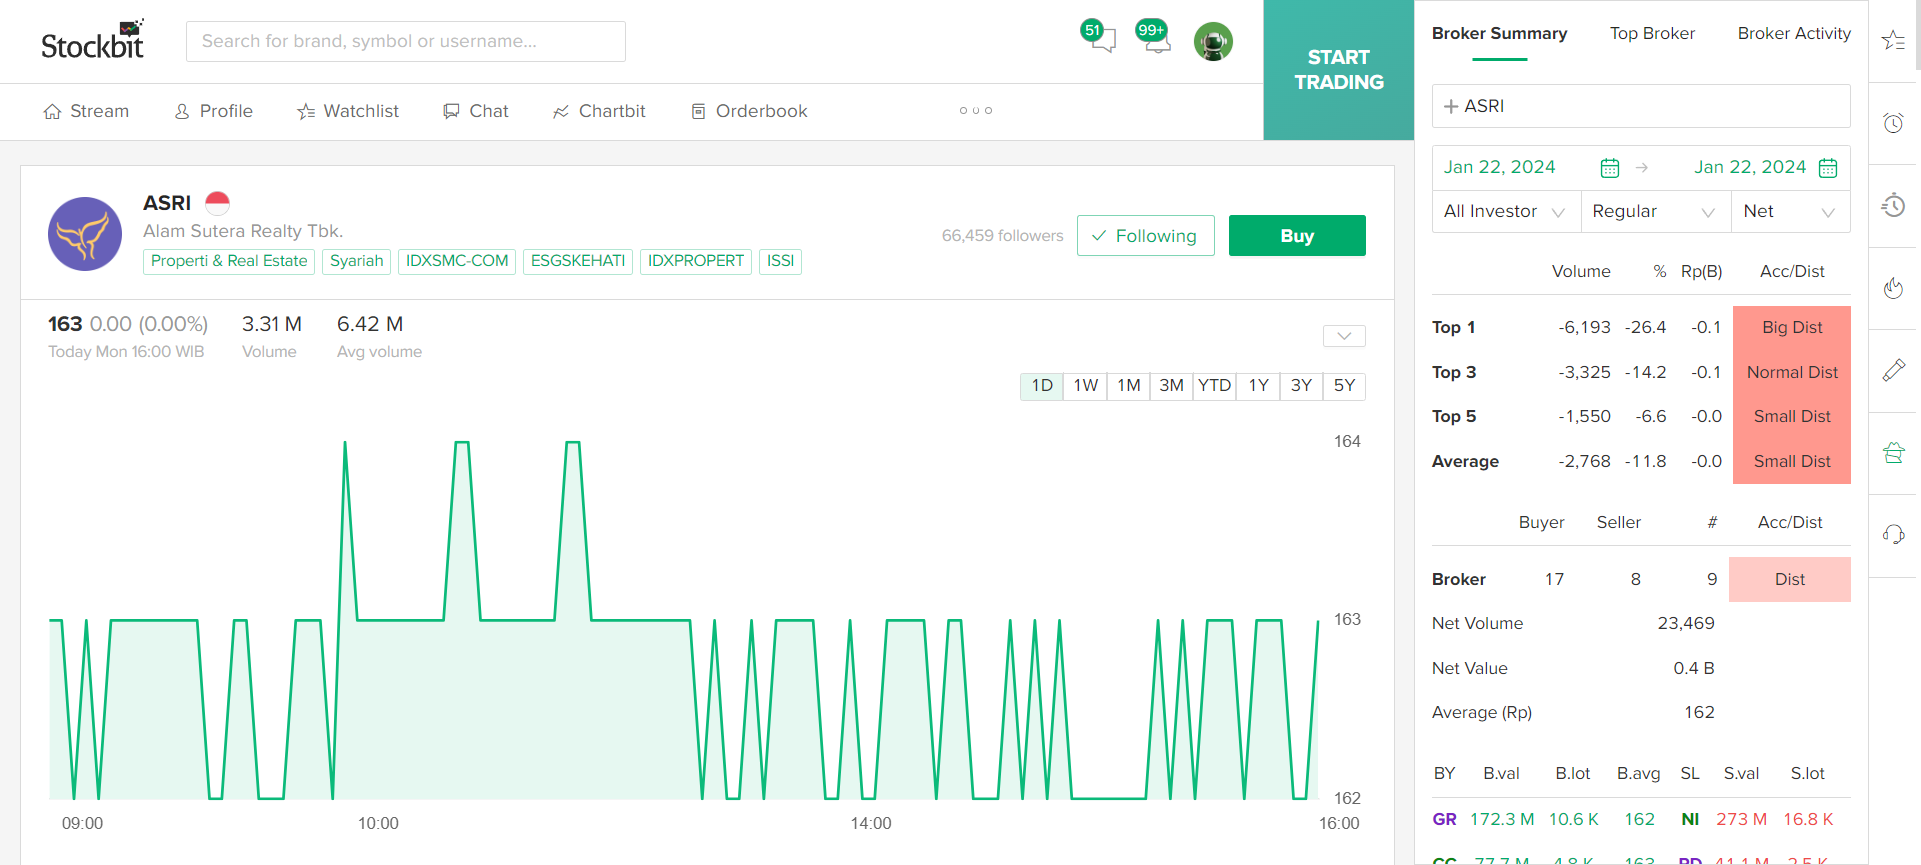 Stockbit
Search for brand, symbol or username...
51
99+
START
TRADING
Stream
Profile
Watchlist
Chat
Chartbit
Orderbook
ASRI
Alam Sutera Realty Tbk.
Properti & Real Estate
Syariah
IDXSMC-COM
ESGSKEHATI
IDXPROPERT
ISSI
66,459 followers
Following
Buy
163 0.00 (0.00%)
Today Mon 16:00 WIB
3.31 M
Volume
6.42 M
Avg volume
1D 1W 1M 3M YTD 1Y 3Y 5Y
164
163
162
09:00 10:00 14:00 16:00
Broker Summary
Top Broker
Broker Activity
ASRI
Jan 22, 2024
Jan 22, 2024
All Investor
Regular
Net
Volume % Rp(B) Acc/Dist
Top 1 -6,193 -26.4 -0.1 Big Dist
Top 3 -3,325 -14.2 -0.1 Normal Dist
Top 5 -1,550 -6.6 -0.0 Small Dist
Average -2,768 -11.8 -0.0 Small Dist
Buyer Seller # Acc/Dist
Broker 17 8 9 Dist
Net Volume 23,469
Net Value 0.4 B
Average (Rp) 162
BY B.val B.lot B.avg SL S.val S.lot
GR 172.3 M 10.6 K 162 NI 273 M 16.8 K